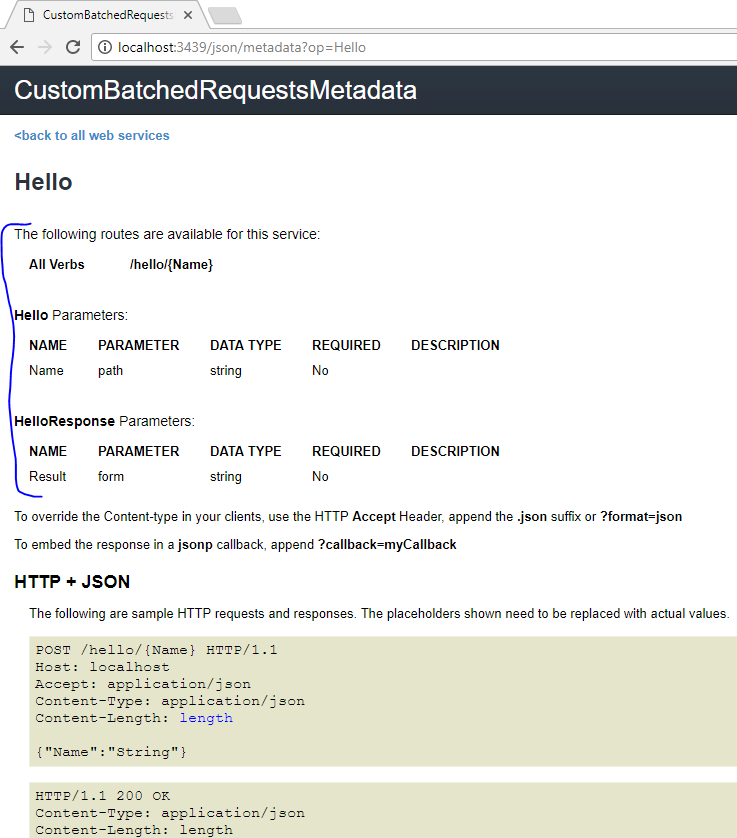 CustomBatchedRequests
localhost:3439/json/metadata?op=Hello
CustomBatchedRequestsMetadata
<back to all web services
Hello
The following routes are available for this service:
All Verbs /hello/{Name}
Hello Parameters:
NAME PARAMETER DATA TYPE REQUIRED DESCRIPTION
Name path string No
HelloResponse Parameters:
NAME PARAMETER DATA TYPE REQUIRED DESCRIPTION
Result form string No
To override the Content-type in your clients, use the HTTP Accept Header, append the .json suffix or ?format=json
To embed the response in a jsonp callback, append ?callback=myCallback
HTTP + JSON
The following are sample HTTP requests and responses. The placeholders shown need to be replaced with actual values.
POST /hello/{Name} HTTP/1.1
Host: localhost
Accept: application/json
Content-Type: application/json
Content-Length: length
{"Name":"String"}
HTTP/1.1 200 OK
Content-Type: application/json
Content-Length: length